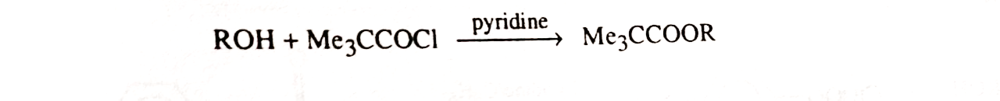 pyridine
ROH + Me₃CCOCl ⟶ Me₃CCOOR